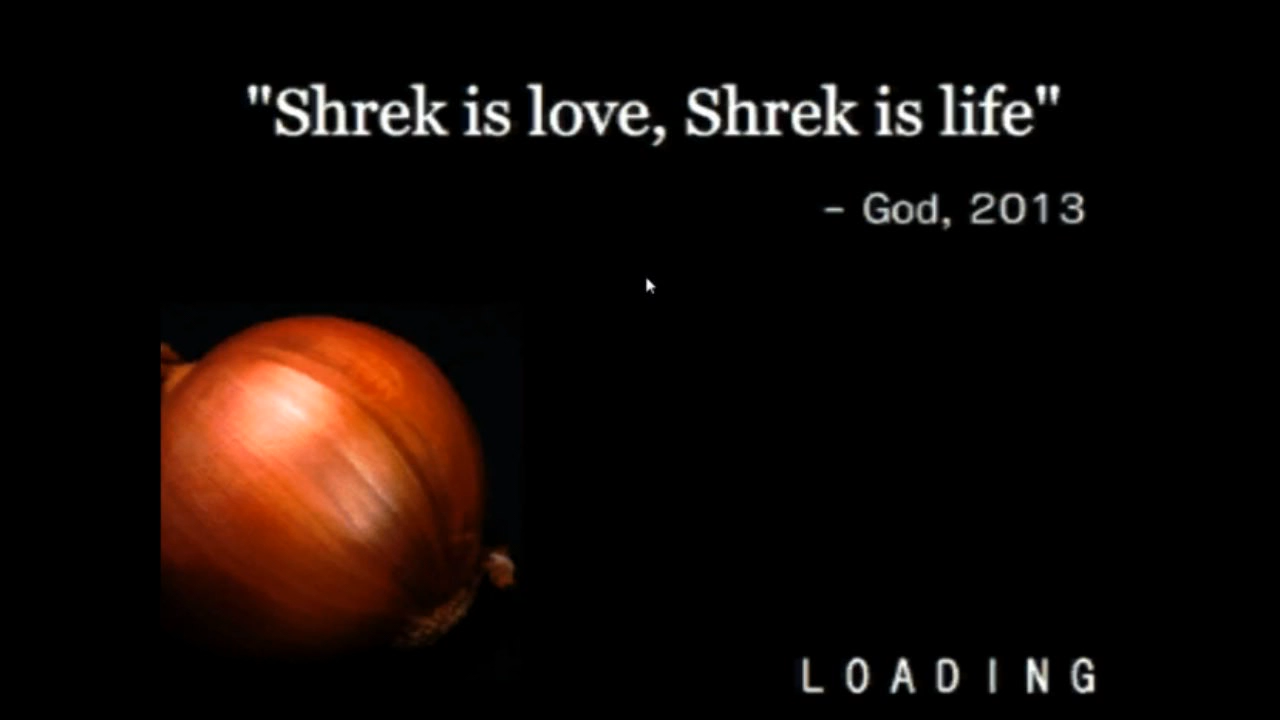 "Shrek is love, Shrek is life"
– God, 2013
LOADING